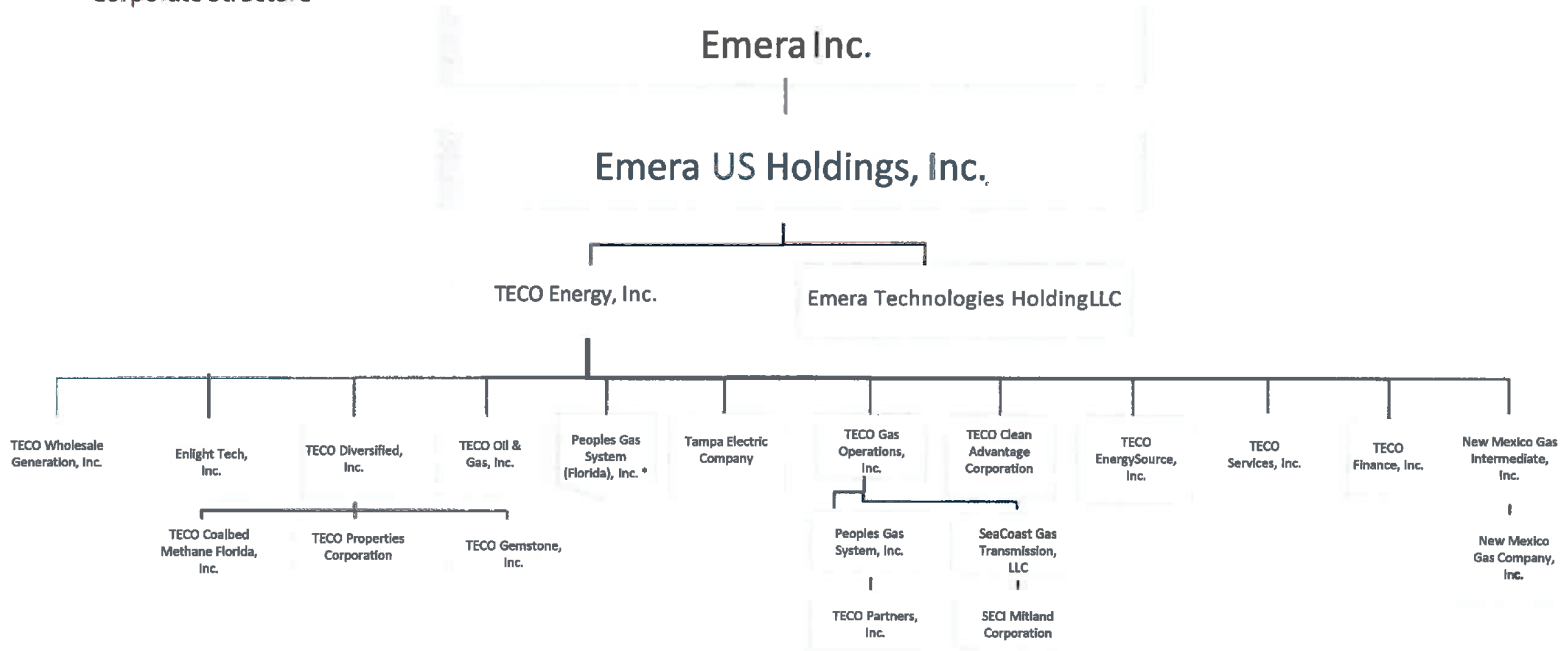 Corporate Structure
Emera Inc.
Emera US Holdings, Inc.
TECO Energy, Inc.
Emera Technologies HoldingLLC
TECO Wholesale
Generation, Inc.
Enlight Tech,
Inc.
TECO Diversified,
Inc.
TECO Oil &
Gas, Inc.
Peoples Gas
System
(Florida), Inc. *
Tampa Electric
Company
TECO Gas
Operations,
Inc.
TECO Clean
Advantage
Corporation
TECO
EnergySource,
Inc.
TECO
Services, Inc.
TECO
Finance, Inc.
New Mexico Gas
Intermediate,
Inc.
TECO Coalbed
Methane Florida,
Inc.
TECO Properties
Corporation
TECO Gemstone,
Inc.
Peoples Gas
System, Inc.
SeaCoast Gas
Transmission,
LLC
New Mexico
Gas Company,
Inc.
TECO Partners,
Inc.
SECI Mitland
Corporation